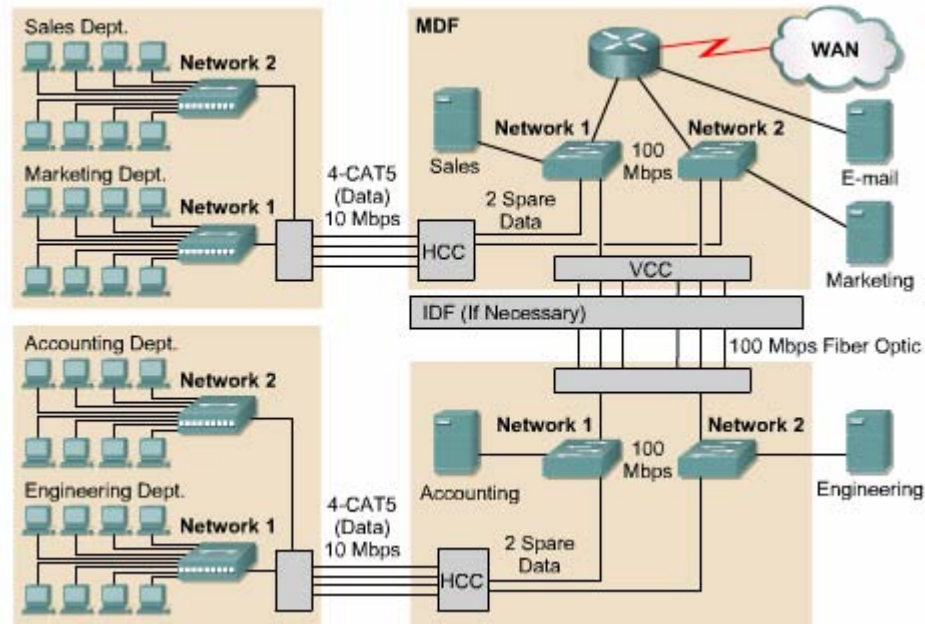 Sales Dept.
Network 2
Marketing Dept.
Network 1
4-CAT5
(Data)
10 Mbps
MDF
WAN
Sales
Network 1
100
Mbps
Network 2
E-mail
2 Spare
Data
HCC
Marketing
VCC
IDF (If Necessary)
100 Mbps Fiber Optic
Accounting Dept.
Network 2
Engineering Dept.
Network 1
4-CAT5
(Data)
10 Mbps
Accounting
Network 1
100
Mbps
Network 2
Engineering
2 Spare
Data
HCC